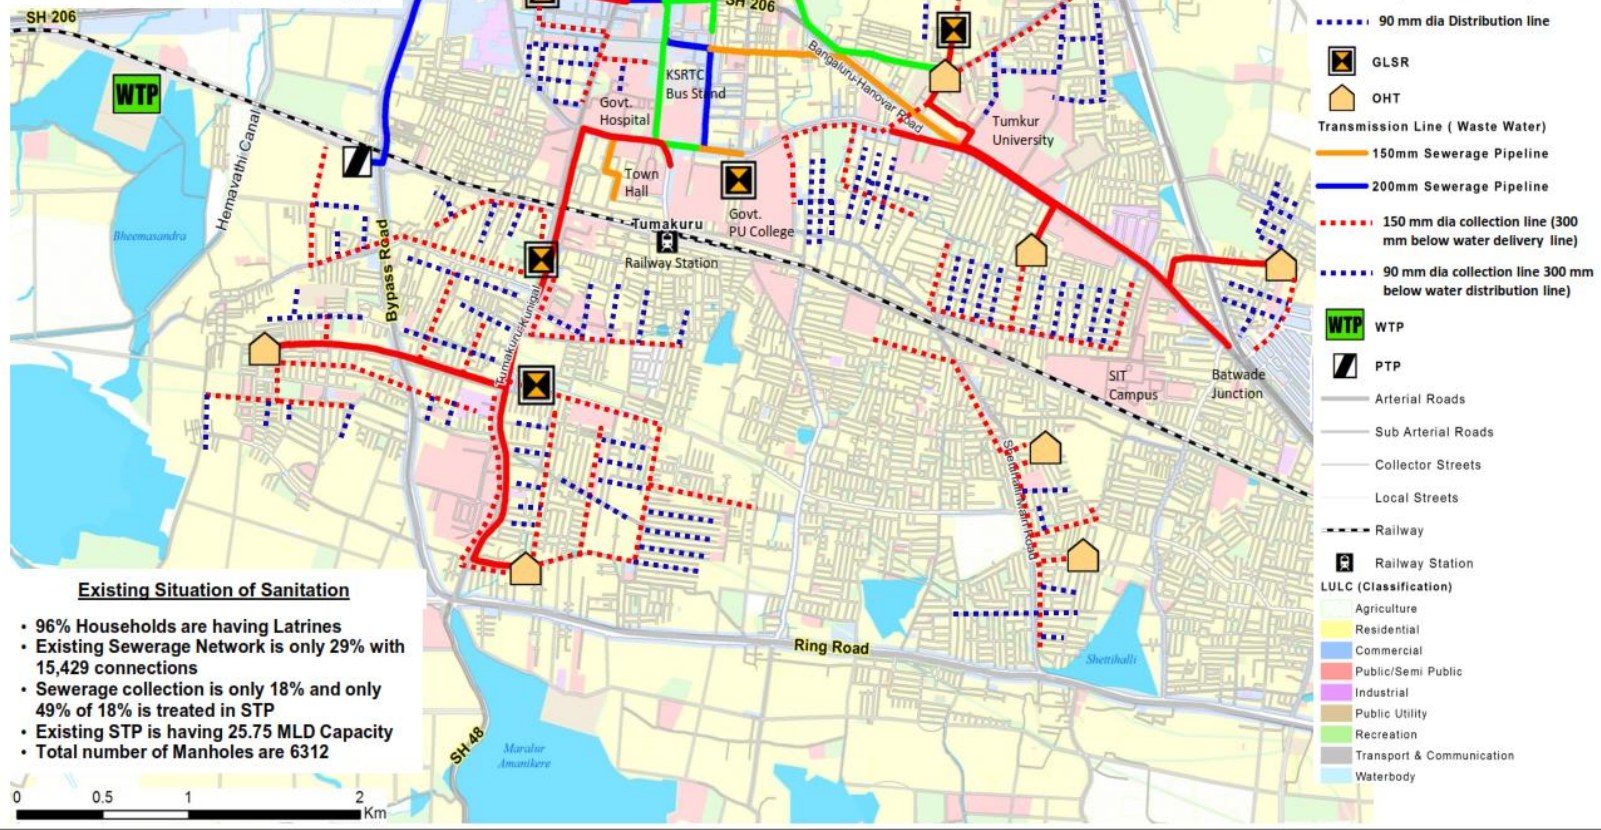 SH 206
SH 206
WTP
Hemavathi Canal
Bheemasandra
Bypass Road
KSRTC
Bus Stand
Govt.
Hospital
Bangaluru-Hanovar Road
Tumkur
University
Town
Hall
Govt.
PU College
Tumakuru
Railway Station
Tumakuru-Kunigal
SIT
Campus
Batwade
Junction
Shettihalli Main Road
Ring Road
Shettihalli
SH 48
Maralur
Amanikere
Existing Situation of Sanitation
• 96% Households are having Latrines
• Existing Sewerage Network is only 29% with
15,429 connections
• Sewerage collection is only 18% and only
49% of 18% is treated in STP
• Existing STP is having 25.75 MLD Capacity
• Total number of Manholes are 6312
0 0.5 1 2
Km
90 mm dia Distribution line
GLSR
OHT
Transmission Line ( Waste Water)
150mm Sewerage Pipeline
200mm Sewerage Pipeline
150 mm dia collection line (300
mm below water delivery line)
90 mm dia collection line 300 mm
below water distribution line)
WTP WTP
PTP
Arterial Roads
Sub Arterial Roads
Collector Streets
Local Streets
Railway
Railway Station
LULC (Classification)
Agriculture
Residential
Commercial
Public/Semi Public
Industrial
Public Utility
Recreation
Transport & Communication
Waterbody